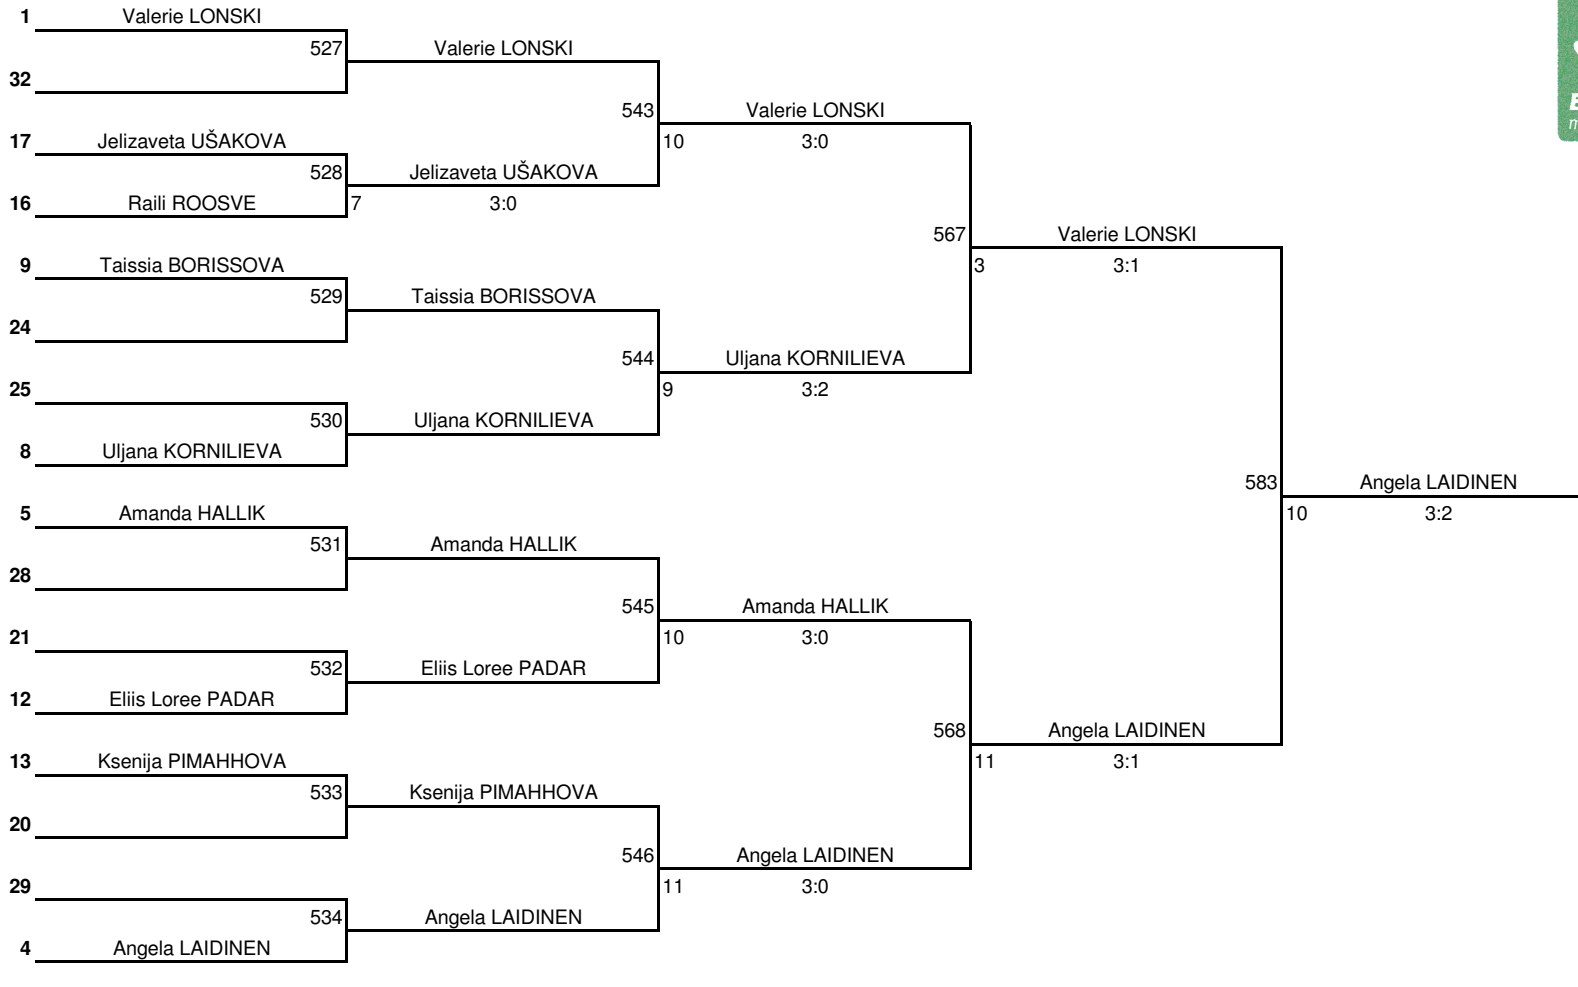 1 Valerie LONSKI
527 Valerie LONSKI
32
543 Valerie LONSKI
17 Jelizaveta UŠAKOVA
10 3:0
528 Jelizaveta UŠAKOVA
16 Raili ROOSVE
7 3:0
567 Valerie LONSKI
9 Taissia BORISSOVA
3 3:1
529 Taissia BORISSOVA
24
544 Uljana KORNILIEVA
25
9 3:2
530 Uljana KORNILIEVA
8 Uljana KORNILIEVA
583 Angela LAIDINEN
5 Amanda HALLIK
10 3:2
531 Amanda HALLIK
28
545 Amanda HALLIK
21
10 3:0
532 Eliis Loree PADAR
12 Eliis Loree PADAR
568 Angela LAIDINEN
13 Ksenija PIMAHHOVA
11 3:1
533 Ksenija PIMAHHOVA
20
546 Angela LAIDINEN
29
11 3:0
534 Angela LAIDINEN
4 Angela LAIDINEN